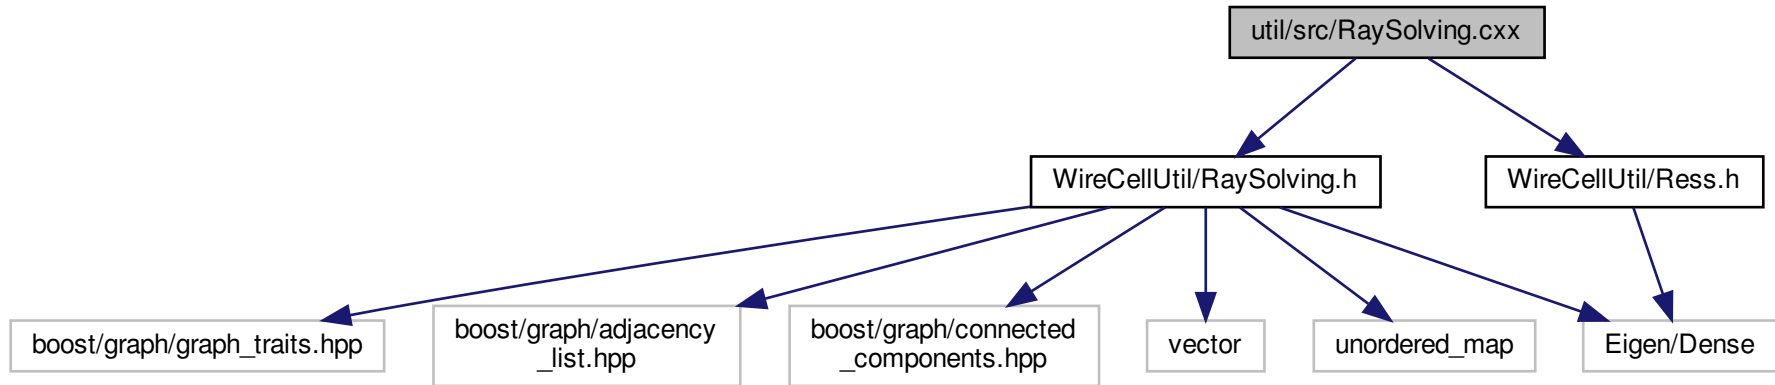 util/src/RaySolving.cxx
WireCellUtil/RaySolving.h
WireCellUtil/Ress.h
boost/graph/graph_traits.hpp
boost/graph/adjacency
_list.hpp
boost/graph/connected
_components.hpp
vector
unordered_map
Eigen/Dense